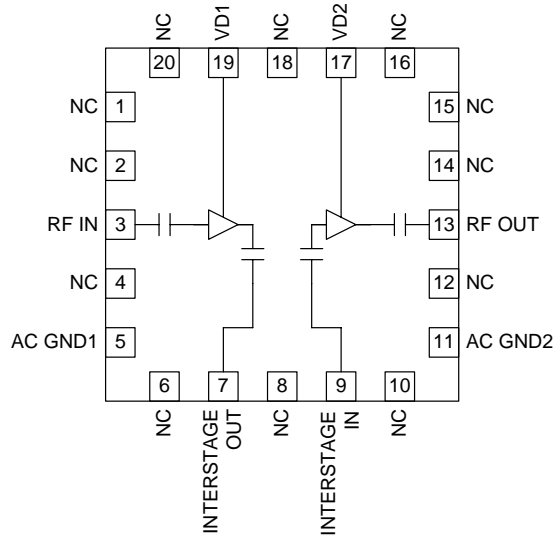 NC
VD1
NC
VD2
NC
20
19
18
17
16
NC 1
15 NC
NC 2
14 NC
RF IN 3
13 RF OUT
NC 4
12 NC
AC GND1 5
11 AC GND2
6
7
8
9
10
NC
INTERSTAGE
OUT
NC
INTERSTAGE
IN
NC